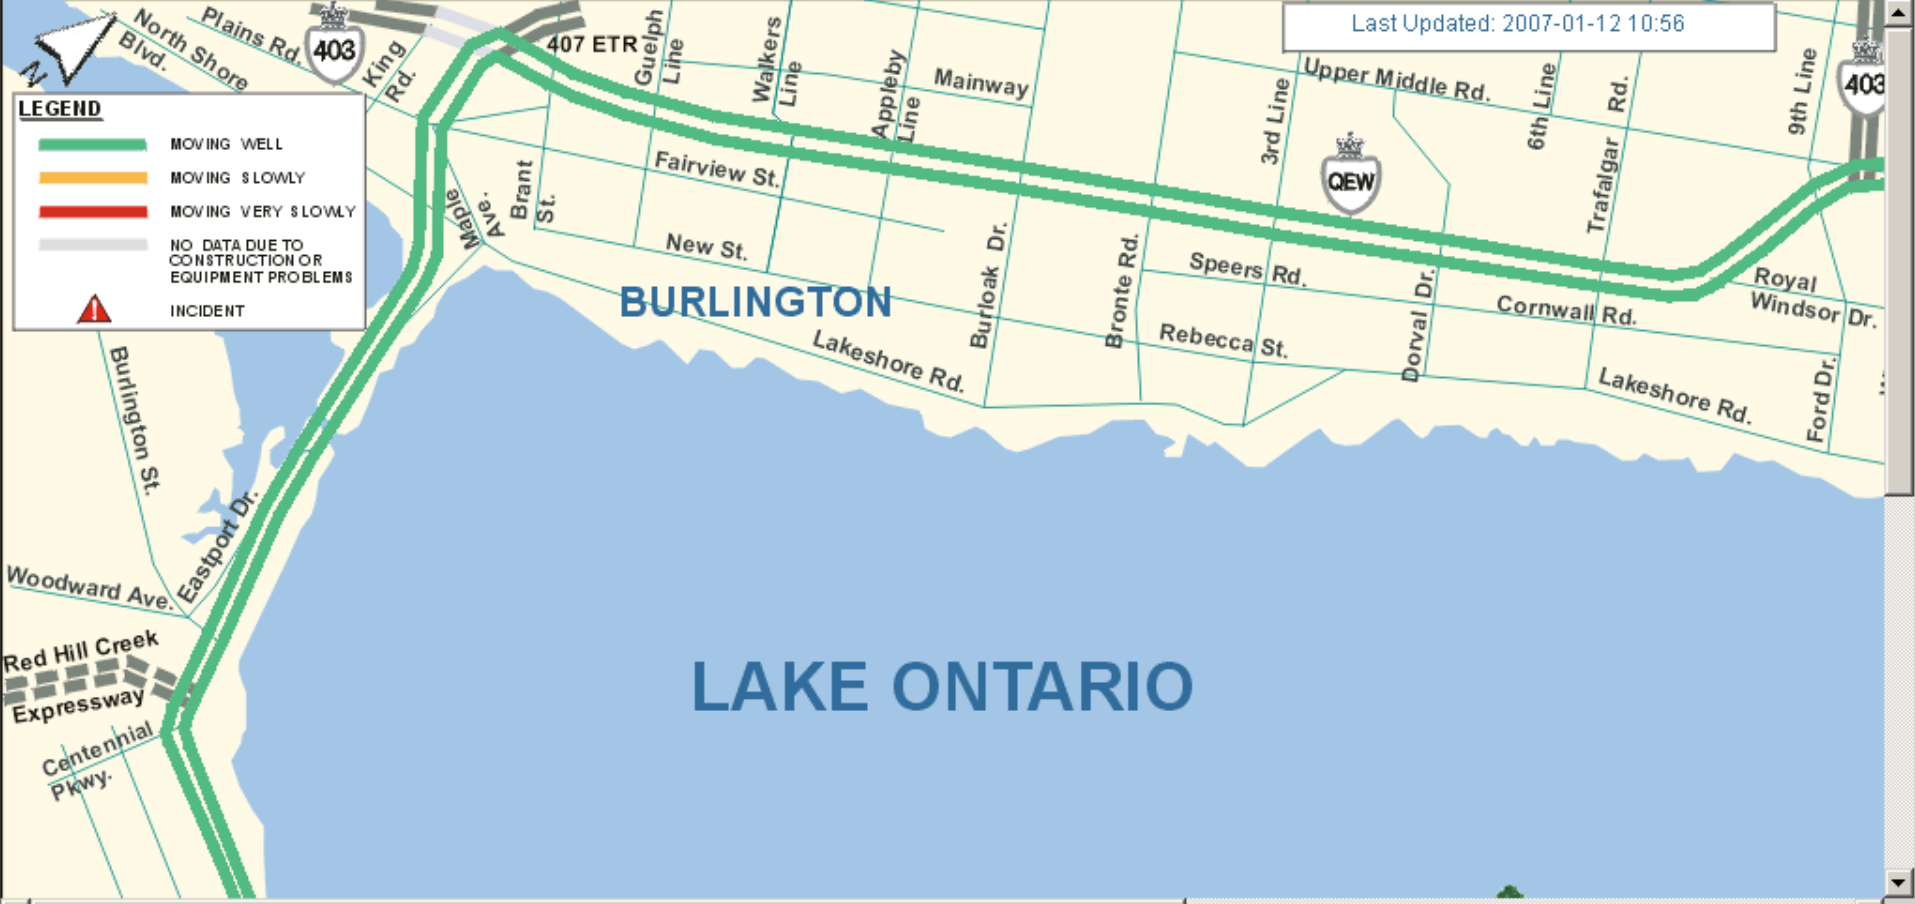 Last Updated: 2007-01-12 10:56
North Shore
Blvd.
Plains Rd.
403
King
Rd.
407 ETR
Guelph
Line
Walkers
Line
Appleby
Line
Mainway
3rd Line
Upper Middle Rd.
6th Line
Trafalgar Rd.
9th Line
403
N
LEGEND
MOVING WELL
MOVING SLOWLY
MOVING VERY SLOWLY
NO DATA DUE TO
CONSTRUCTION OR
EQUIPMENT PROBLEMS
INCIDENT
Maple
Ave.
Brant
St.
Fairview St.
New St.
QEW
BURLINGTON
Burloak Dr.
Bronte Rd.
Speers Rd.
Dorval Dr.
Cornwall Rd.
Royal
Windsor Dr.
Rebecca St.
Lakeshore Rd.
Lakeshore Rd.
Ford Dr.
Burlington St.
Eastport Dr.
Woodward Ave.
Red Hill Creek
Expressway
Centennial
Pkwy.
LAKE ONTARIO